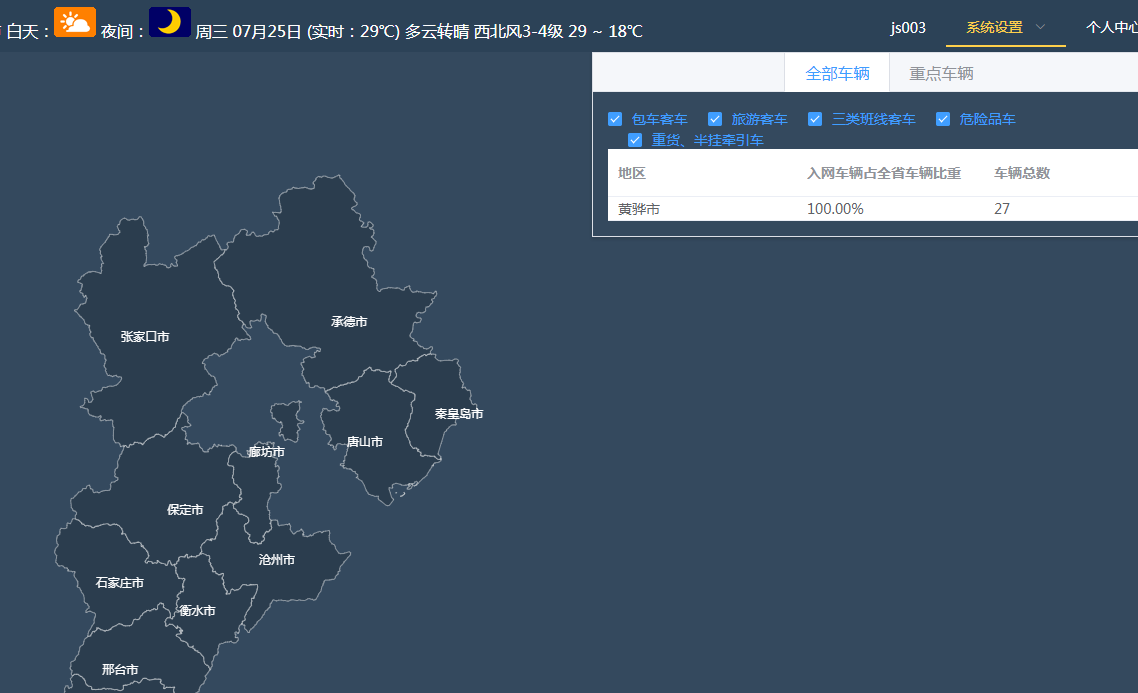 白天： 夜间： 周三 07月25日 (实时：29℃) 多云转晴 西北风3-4级 29 ~ 18℃
js003 系统设置 个人中心
全部车辆 重点车辆
包车客车 旅游客车 三类班线客车 危险品车
重货、半挂牵引车
地区 入网车辆占全省车辆比重 车辆总数
黄骅市 100.00% 27
承德市
张家口市
秦皇岛市
唐山市
廊坊市
保定市
沧州市
石家庄市
衡水市
邢台市